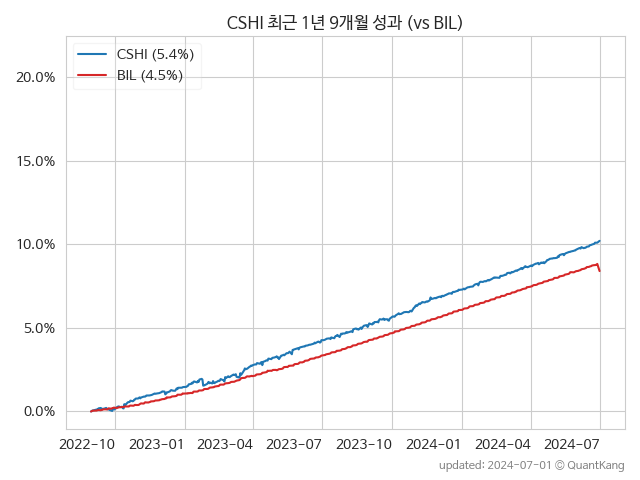 CSHI 최근 1년 9개월 성과 (vs BIL)
CSHI (5.4%)
BIL (4.5%)
20.0%
15.0%
10.0%
5.0%
0.0%
2022-10 2023-01 2023-04 2023-07 2023-10 2024-01 2024-04 2024-07
updated: 2024-07-01 © QuantKang